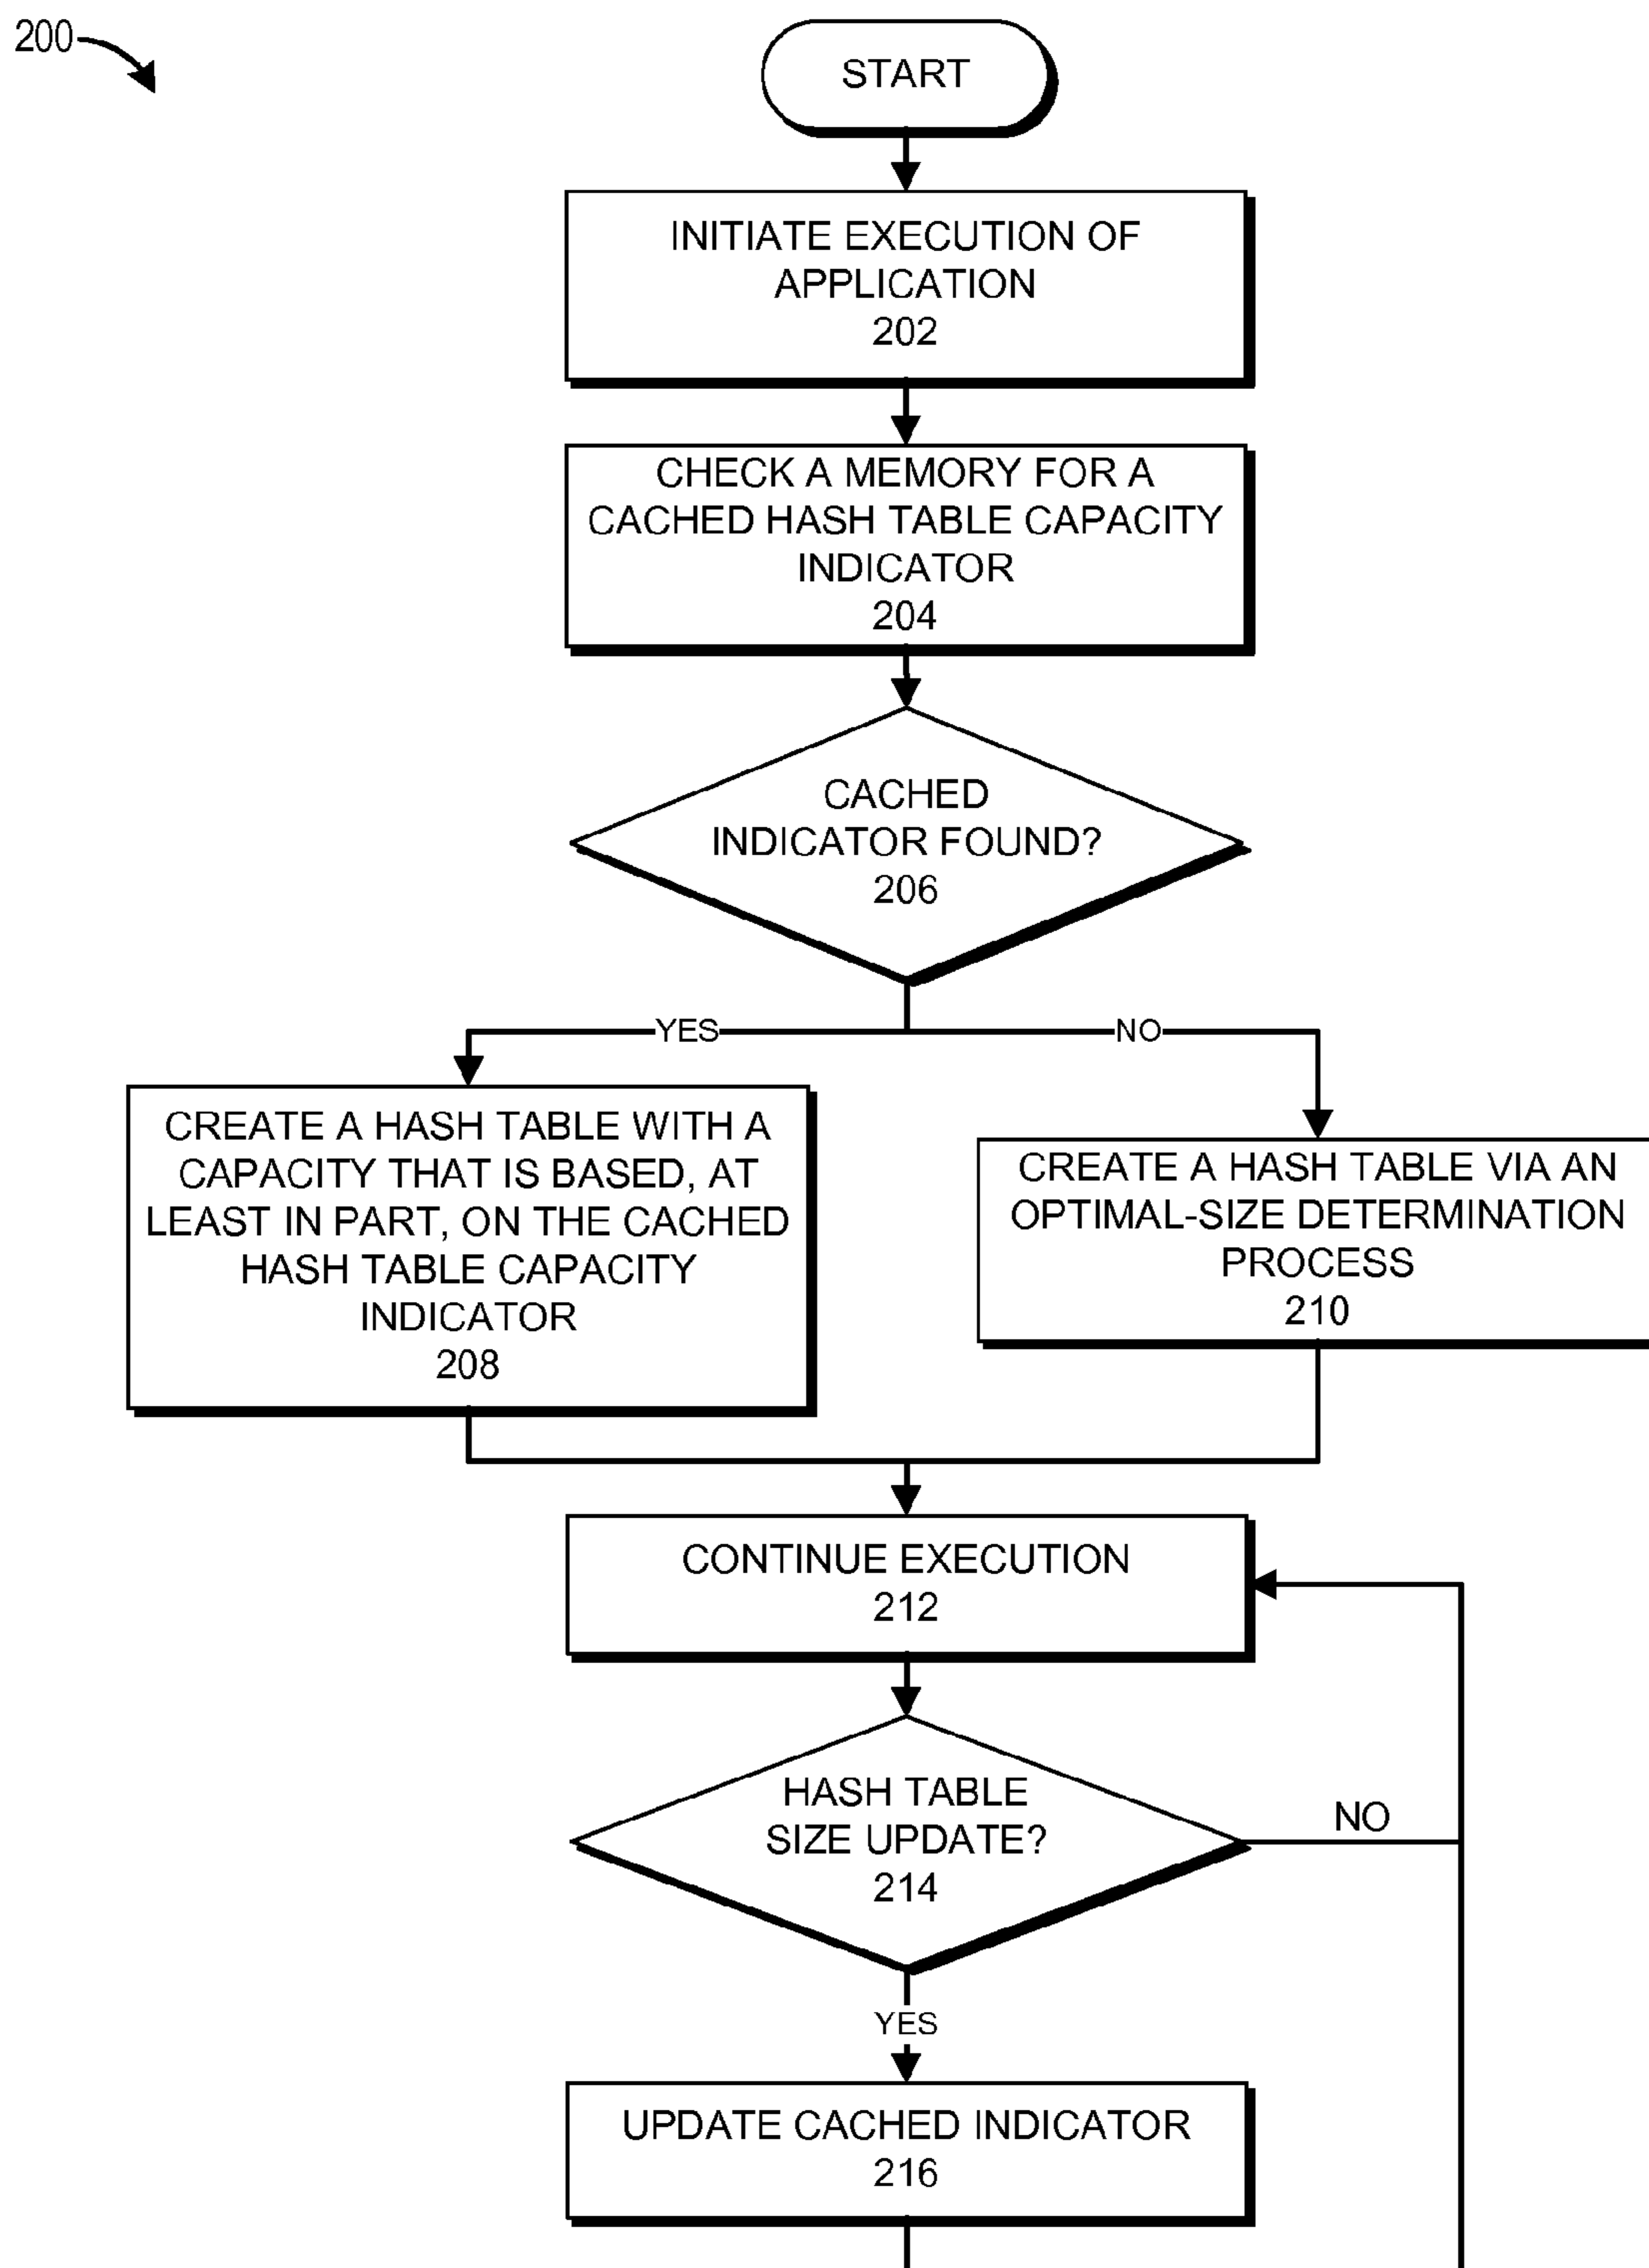 200
START
INITIATE EXECUTION OF
APPLICATION
202
CHECK A MEMORY FOR A
CACHED HASH TABLE CAPACITY
INDICATOR
204
CACHED
INDICATOR FOUND?
206
YES
NO
CREATE A HASH TABLE WITH A
CAPACITY THAT IS BASED, AT
LEAST IN PART, ON THE CACHED
HASH TABLE CAPACITY
INDICATOR
208
CREATE A HASH TABLE VIA AN
OPTIMAL-SIZE DETERMINATION
PROCESS
210
CONTINUE EXECUTION
212
HASH TABLE
SIZE UPDATE?
214
NO
YES
UPDATE CACHED INDICATOR
216